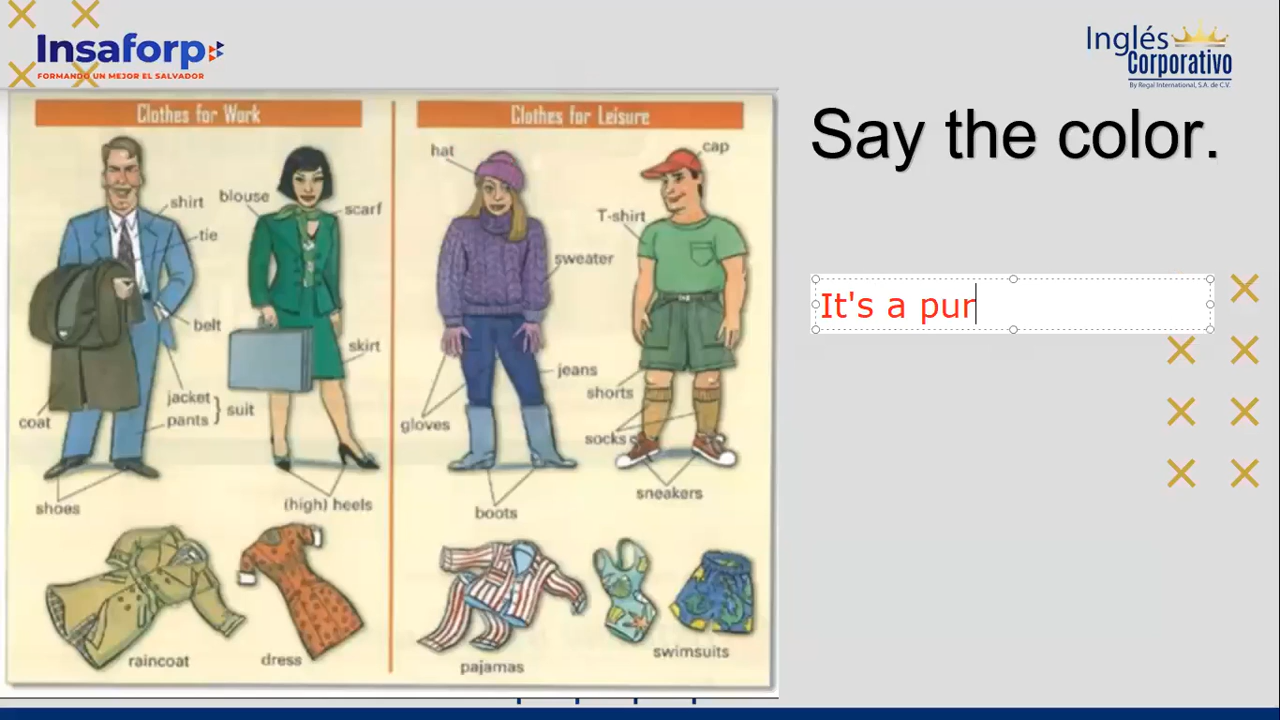 Insaforp
FORMANDO UN MEJOR EL SALVADOR
Inglés
Corporativo
By Regal International, S.A. de C.V.
Say the color.
It's a pur
Clothes for Work
shirt
tie
blouse
scarf
belt
skirt
jacket
pants
suit
coat
shoes
(high) heels
raincoat
dress
Clothes for Leisure
hat
cap
T-shirt
sweater
jeans
shorts
gloves
socks
sneakers
boots
pajamas
swimsuits